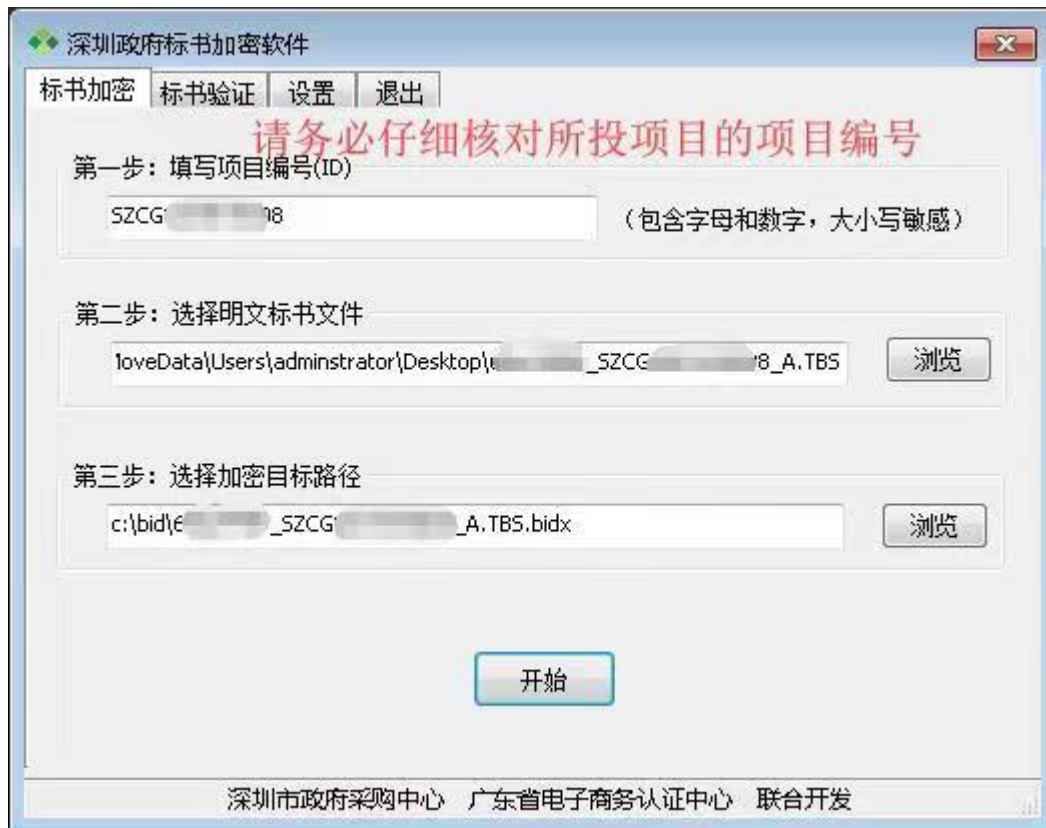 深圳政府标书加密软件
标书加密 标书验证 设置 退出
请务必仔细核对所投项目的项目编号
第一步：填写项目编号(ID)
SZCG 08
（包含字母和数字，大小写敏感）
第二步：选择明文标书文件
loveData\Users\adminstrator\Desktop\ _SZCG 8_A.TBS
浏览
第三步：选择加密目标路径
c:\bid\6 _SZCG _A.TBS.bidx
浏览
开始
深圳市政府采购中心 广东省电子商务认证中心 联合开发